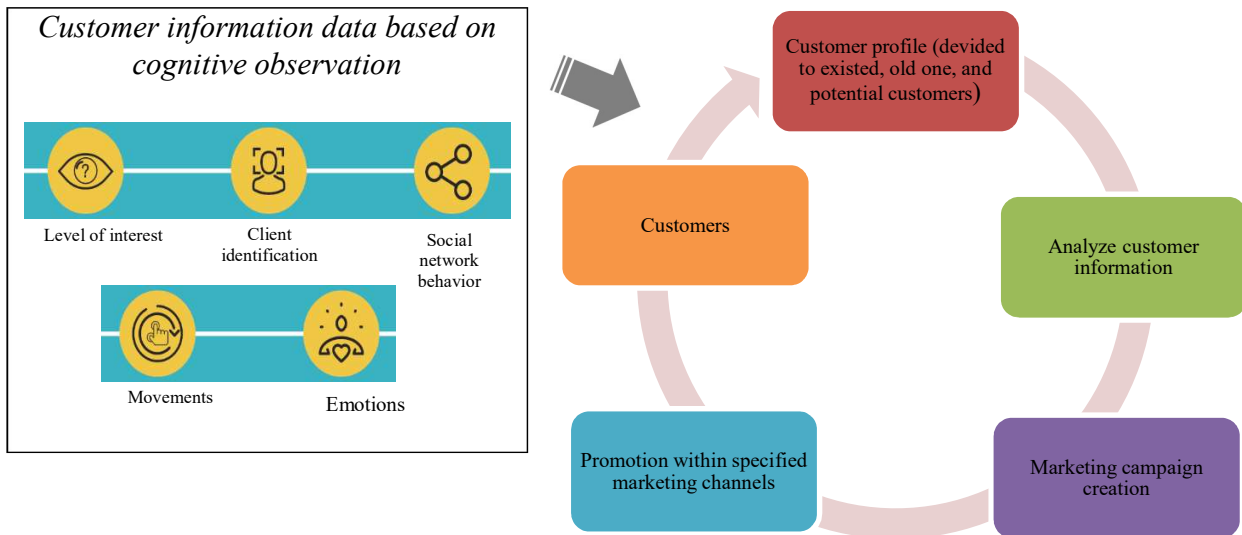 Customer information data based on
cognitive observation
Level of interest
Client
identification
Social
network
behavior
Movements
Emotions
Customer profile (devided
to existed, old one, and
potential customers)
Analyze customer
information
Marketing campaign
creation
Promotion within specified
marketing channels
Customers